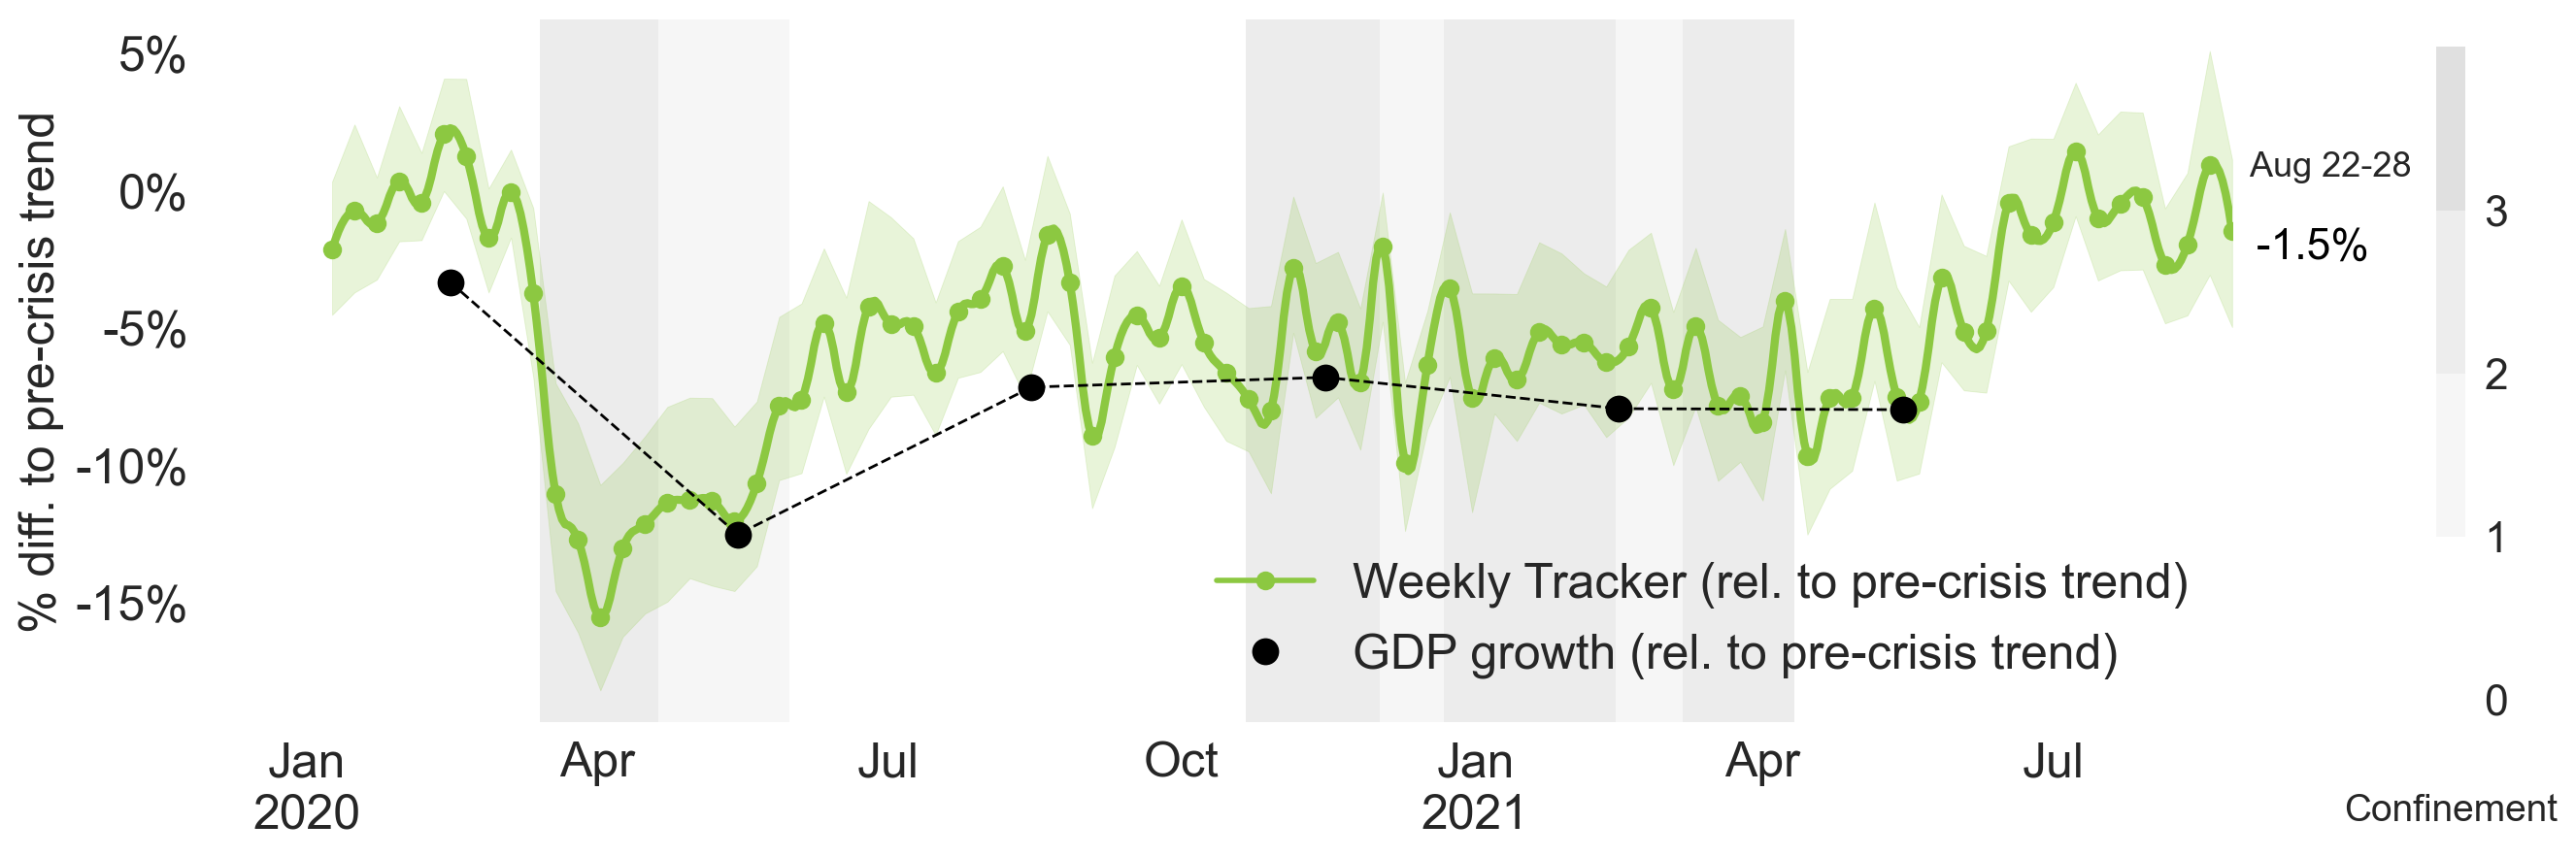 % diff. to pre-crisis trend
5%
0%
-5%
-10%
-15%
Aug 22-28
-1.5%
Weekly Tracker (rel. to pre-crisis trend)
GDP growth (rel. to pre-crisis trend)
Jan Apr Jul Oct Jan Apr Jul
2020 2021
3
2
1
0
Confinement